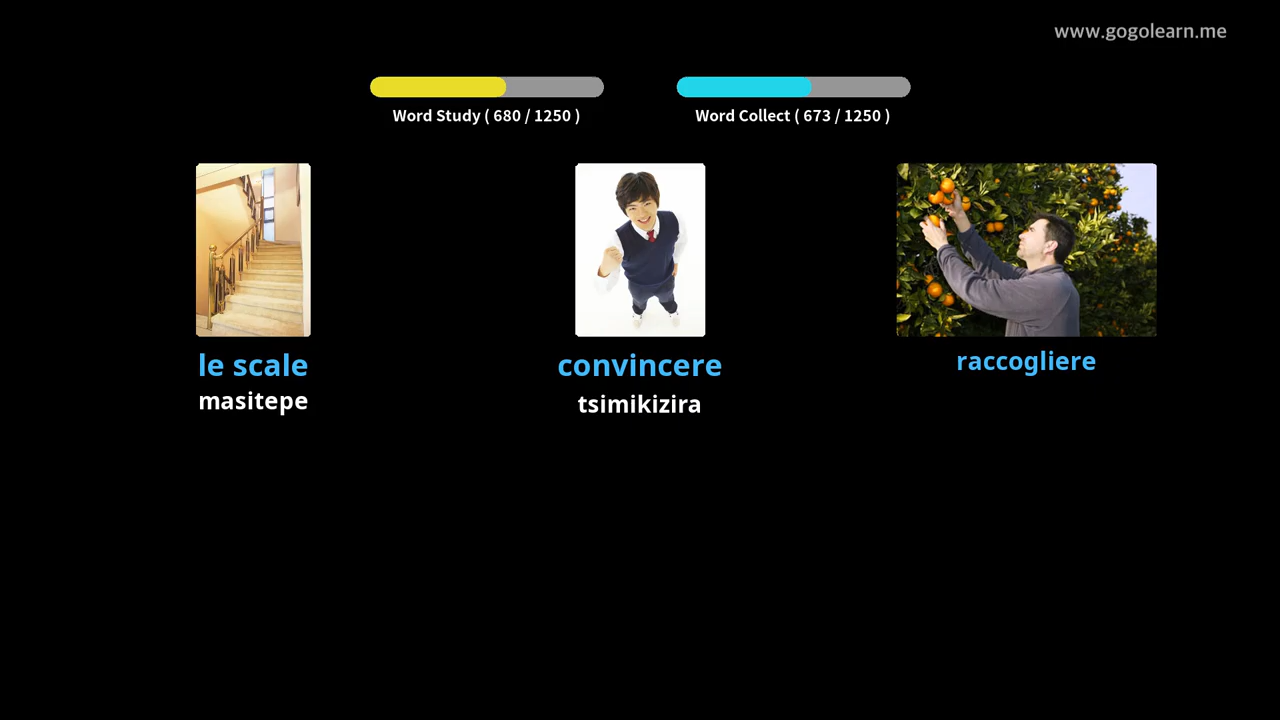 www.gogolearn.me
Word Study ( 680 / 1250 )
Word Collect ( 673 / 1250 )
le scale
masitepe
convincere
tsimikizira
raccogliere